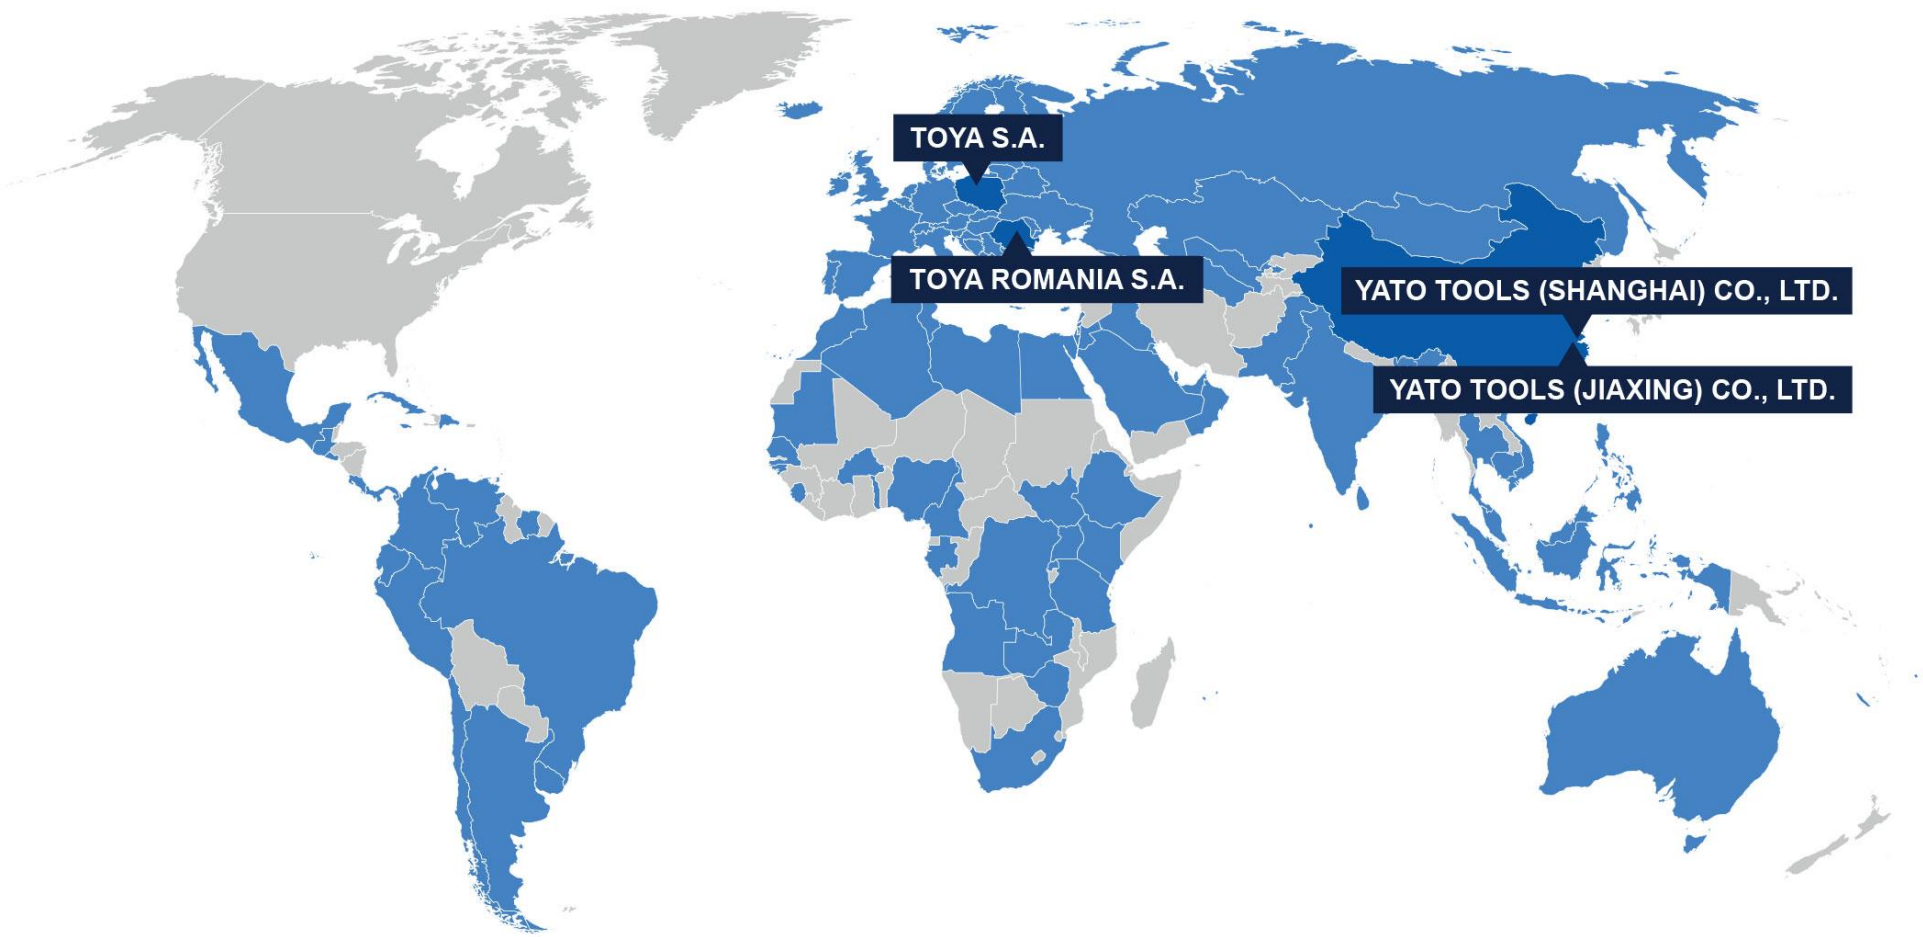 TOYA S.A.
TOYA ROMANIA S.A.
YATO TOOLS (SHANGHAI) CO., LTD.
YATO TOOLS (JIAXING) CO., LTD.